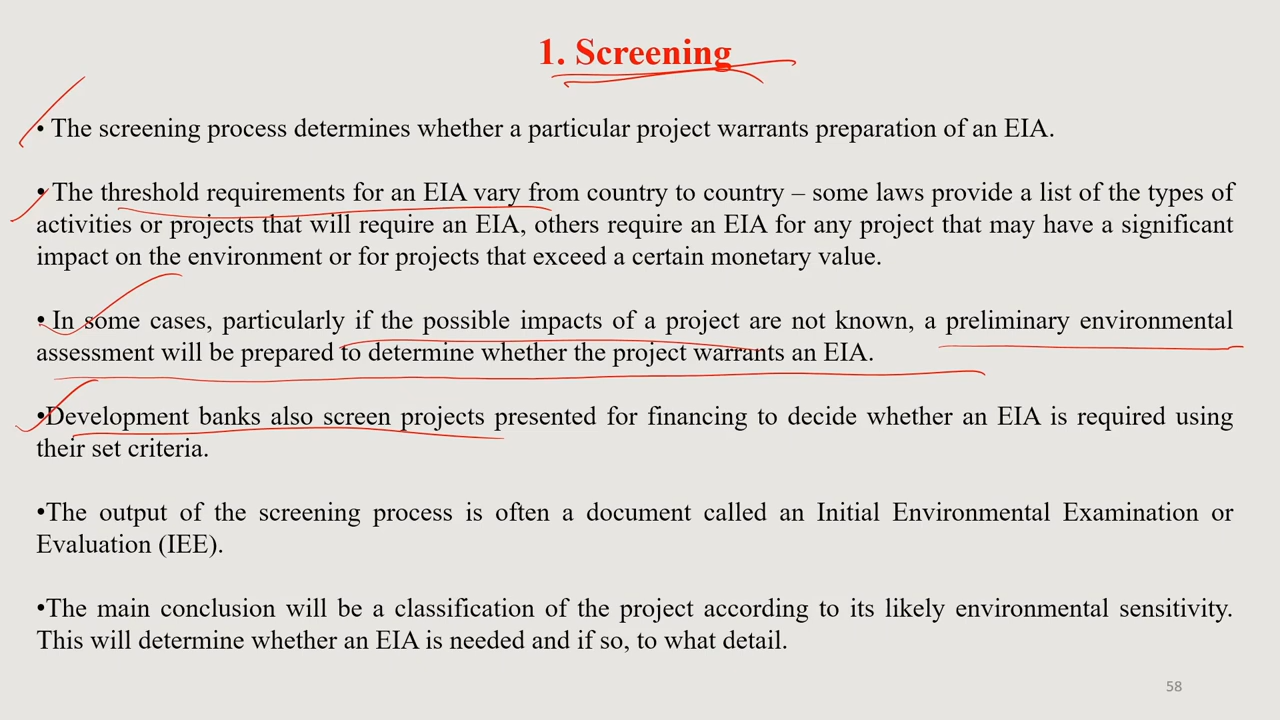 1. Screening
• The screening process determines whether a particular project warrants preparation of an EIA.
• The threshold requirements for an EIA vary from country to country – some laws provide a list of the types of
activities or projects that will require an EIA, others require an EIA for any project that may have a significant
impact on the environment or for projects that exceed a certain monetary value.
• In some cases, particularly if the possible impacts of a project are not known, a preliminary environmental
assessment will be prepared to determine whether the project warrants an EIA.
•Development banks also screen projects presented for financing to decide whether an EIA is required using
their set criteria.
•The output of the screening process is often a document called an Initial Environmental Examination or
Evaluation (IEE).
•The main conclusion will be a classification of the project according to its likely environmental sensitivity.
This will determine whether an EIA is needed and if so, to what detail.
58